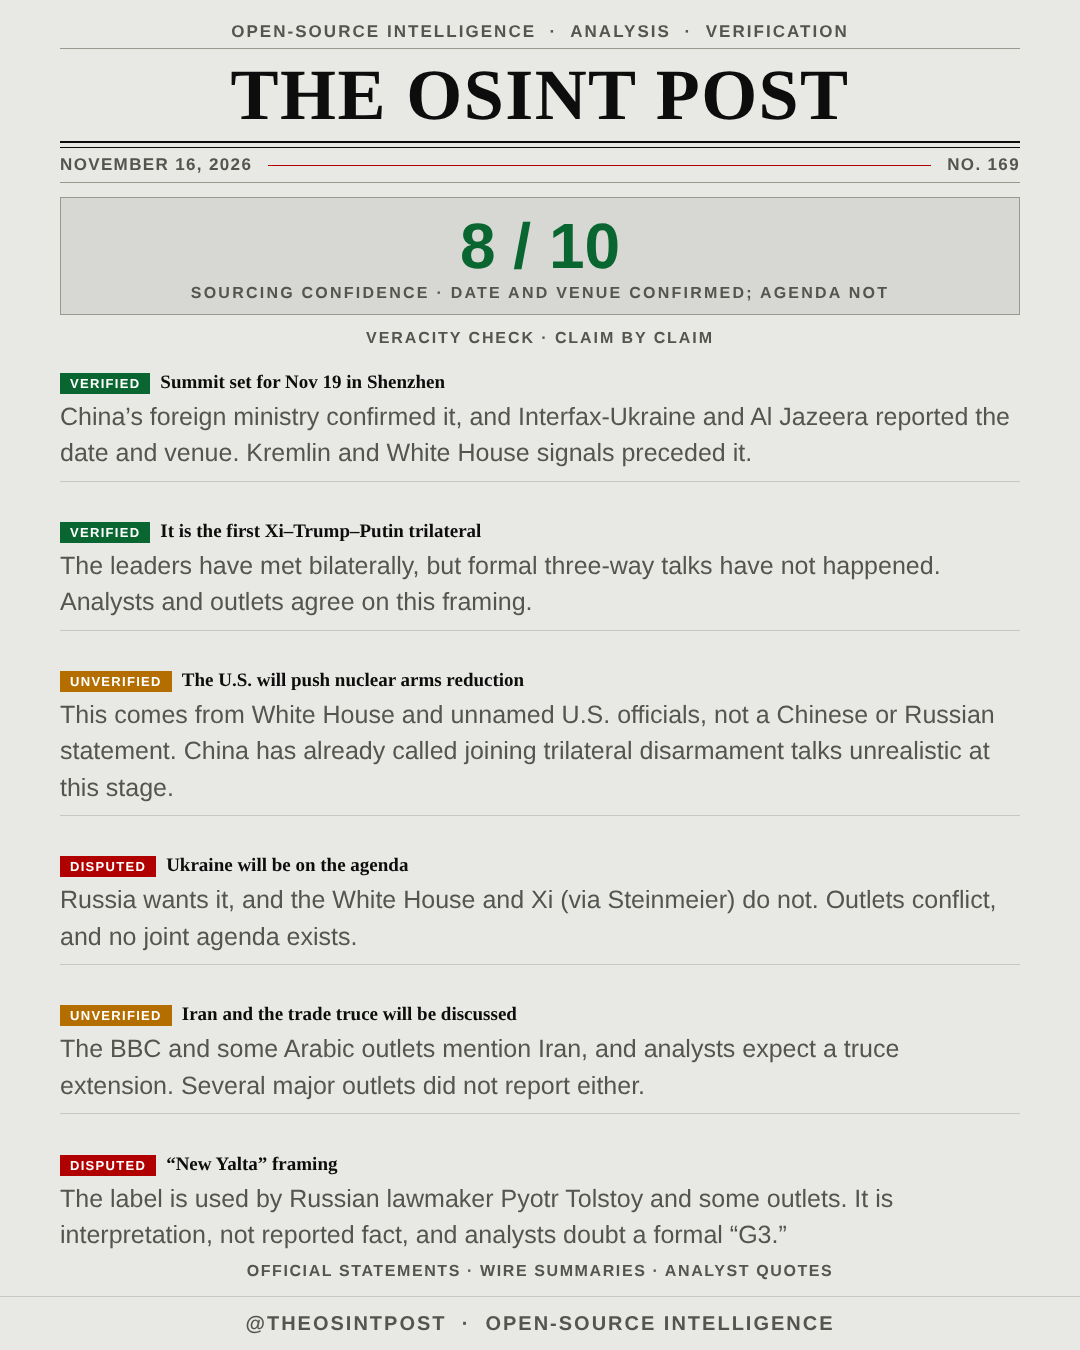 OPEN-SOURCE INTELLIGENCE · ANALYSIS · VERIFICATION
THE OSINT POST
NOVEMBER 16, 2026 NO. 169
8 / 10
SOURCING CONFIDENCE · DATE AND VENUE CONFIRMED; AGENDA NOT
VERACITY CHECK · CLAIM BY CLAIM
VERIFIED Summit set for Nov 19 in Shenzhen
China’s foreign ministry confirmed it, and Interfax-Ukraine and Al Jazeera reported the
date and venue. Kremlin and White House signals preceded it.
VERIFIED It is the first Xi–Trump–Putin trilateral
The leaders have met bilaterally, but formal three-way talks have not happened.
Analysts and outlets agree on this framing.
UNVERIFIED The U.S. will push nuclear arms reduction
This comes from White House and unnamed U.S. officials, not a Chinese or Russian
statement. China has already called joining trilateral disarmament talks unrealistic at
this stage.
DISPUTED Ukraine will be on the agenda
Russia wants it, and the White House and Xi (via Steinmeier) do not. Outlets conflict,
and no joint agenda exists.
UNVERIFIED Iran and the trade truce will be discussed
The BBC and some Arabic outlets mention Iran, and analysts expect a truce
extension. Several major outlets did not report either.
DISPUTED “New Yalta” framing
The label is used by Russian lawmaker Pyotr Tolstoy and some outlets. It is
interpretation, not reported fact, and analysts doubt a formal “G3.”
OFFICIAL STATEMENTS · WIRE SUMMARIES · ANALYST QUOTES
@THEOSINTPOST · OPEN-SOURCE INTELLIGENCE